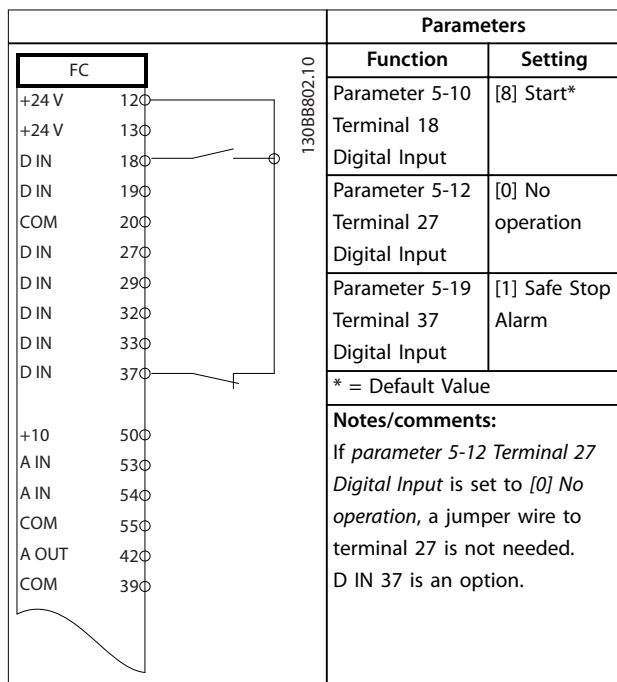 FC
+24 V 12
+24 V 13
D IN 18
D IN 19
COM 20
D IN 27
D IN 29
D IN 32
D IN 33
D IN 37
+10 50
A IN 53
A IN 54
COM 55
A OUT 42
COM 39
130BB802.10
Parameters
Function Setting
Parameter 5-10 [8] Start*
Terminal 18
Digital Input
Parameter 5-12 [0] No
Terminal 27 operation
Digital Input
Parameter 5-19 [1] Safe Stop
Terminal 37 Alarm
Digital Input
* = Default Value
Notes/comments:
If parameter 5-12 Terminal 27
Digital Input is set to [0] No
operation, a jumper wire to
terminal 27 is not needed.
D IN 37 is an option.